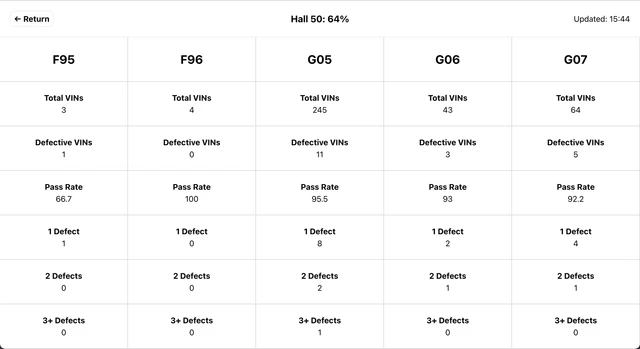 ← Return
Hall 50: 64%
Updated: 15:44
F95 F96 G05 G06 G07
Total VINs Total VINs Total VINs Total VINs Total VINs
3 4 245 43 64
Defective VINs Defective VINs Defective VINs Defective VINs Defective VINs
1 0 11 3 5
Pass Rate Pass Rate Pass Rate Pass Rate Pass Rate
66.7 100 95.5 93 92.2
1 Defect 1 Defect 1 Defect 1 Defect 1 Defect
1 0 8 2 4
2 Defects 2 Defects 2 Defects 2 Defects 2 Defects
0 0 2 1 1
3+ Defects 3+ Defects 3+ Defects 3+ Defects 3+ Defects
0 0 1 0 0